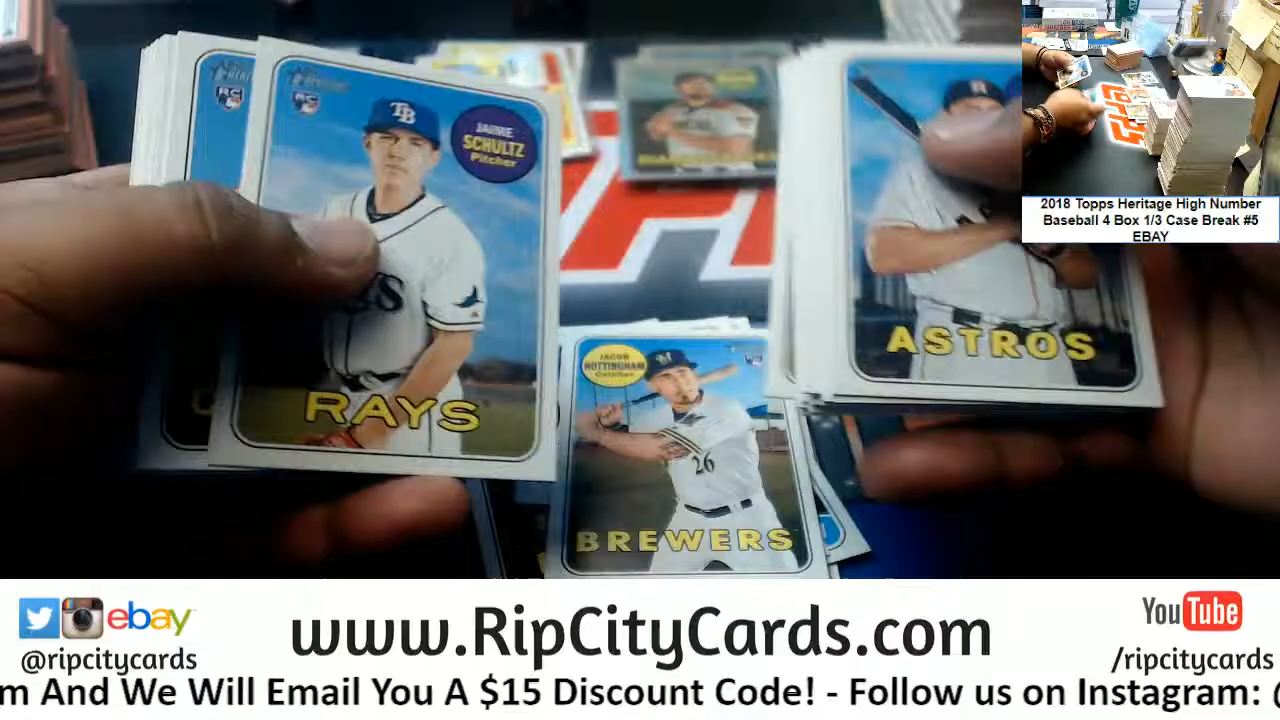 RC
RC
TB
JAIME
SCHULTZ
Pitcher
RAYS
JACOB
NOTTINGHAM
Catcher
26
BREWERS
ASTROS
2018 Topps Heritage High Number
Baseball 4 Box 1/3 Case Break #5
EBAY
ebay
@ripcitycards
www.RipCityCards.com
YouTube
/ripcitycards
m And We Will Email You A $15 Discount Code! - Follow us on Instagram: @